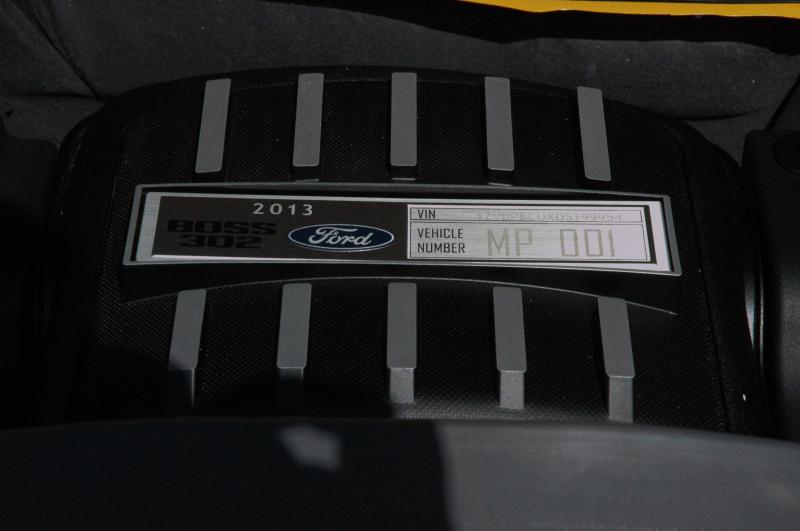 2013
BOSS
302
Ford
VIN
VEHICLE
NUMBER
MP 001